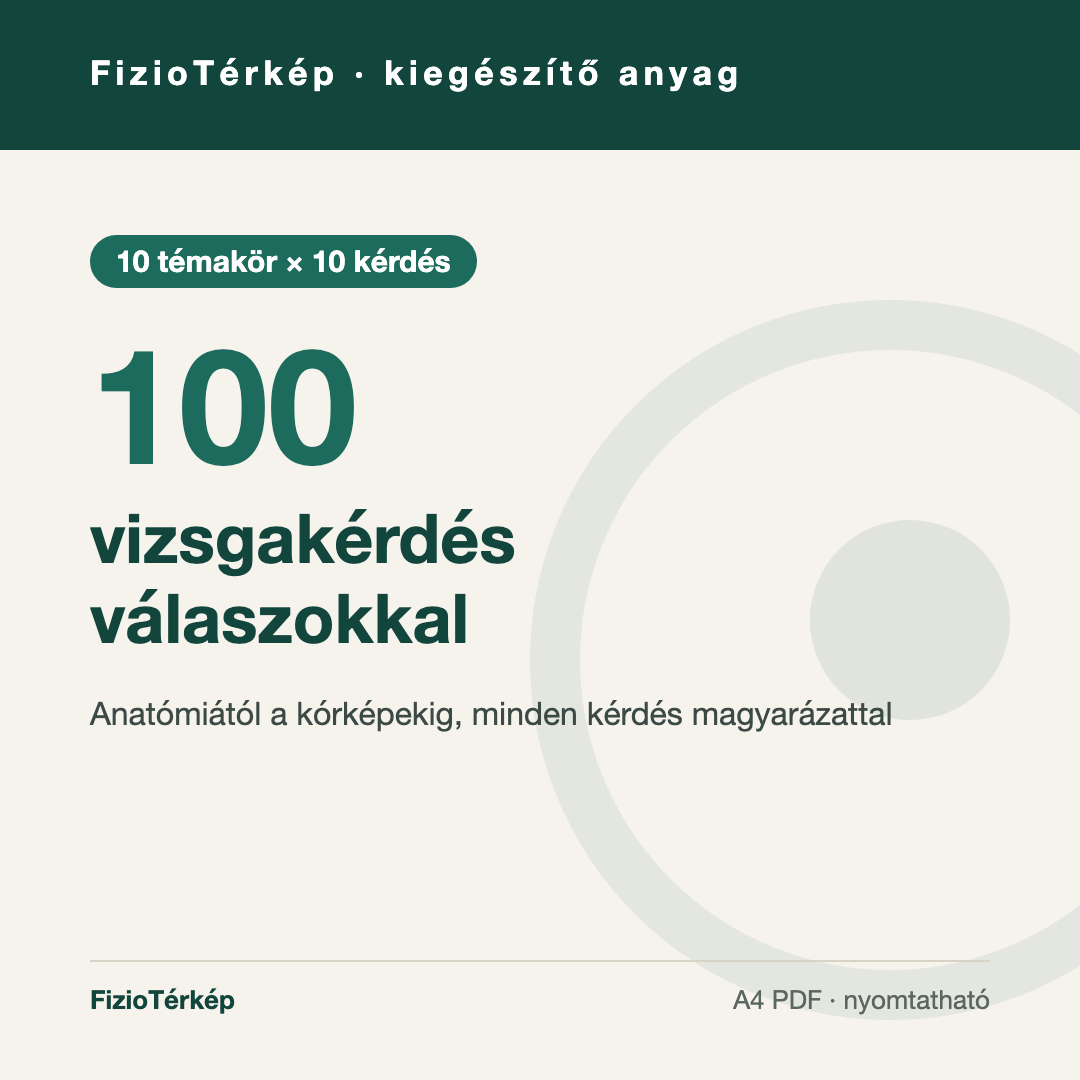 FizioTérkép · kiegészítő anyag
10 témakör × 10 kérdés
100
vizsgakérdés
válaszokkal
Anatómiától a kórképekig, minden kérdés magyarázattal
FizioTérkép
A4 PDF · nyomtatható